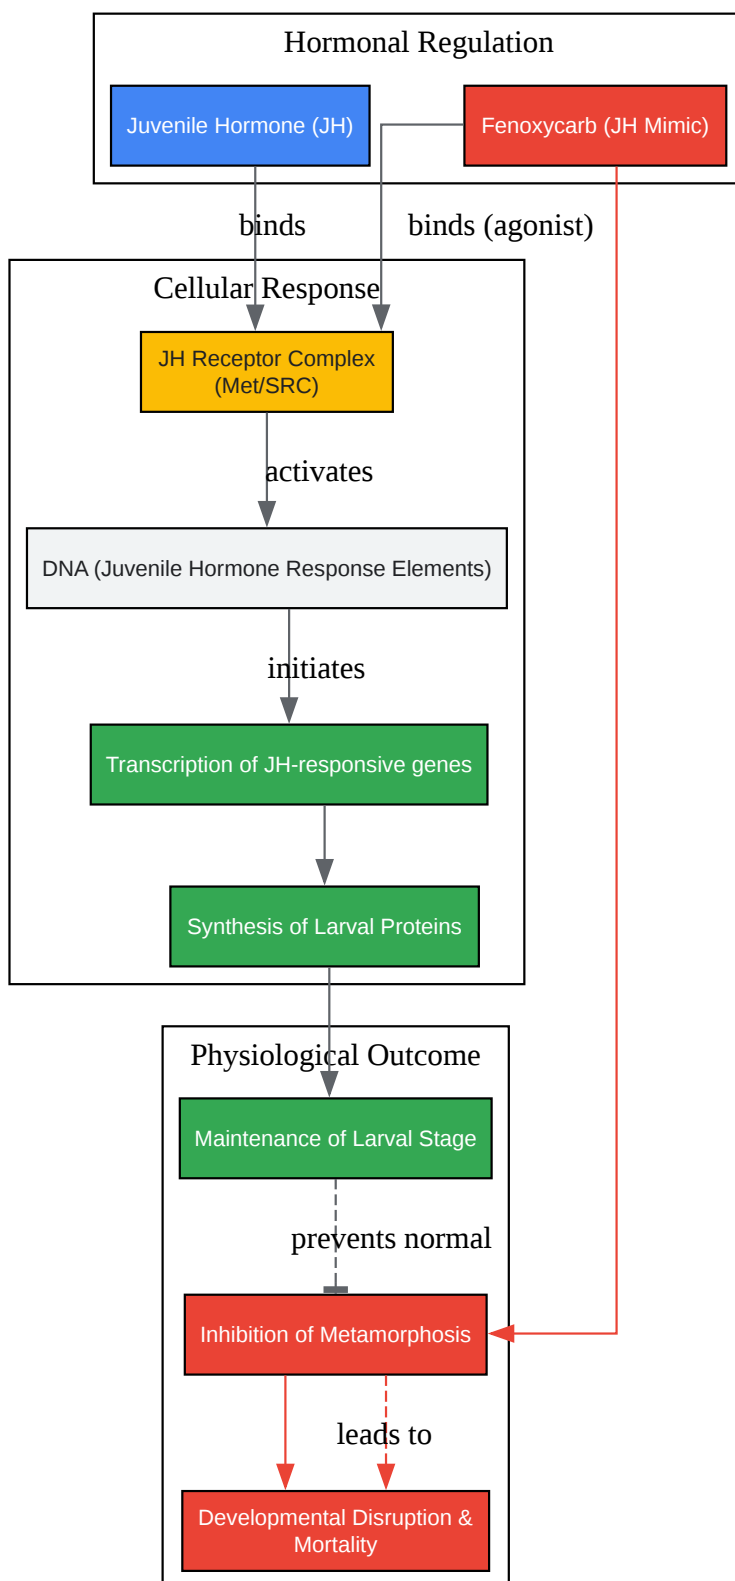 Hormonal Regulation
Juvenile Hormone (JH)
Fenoxycarb (JH Mimic)
binds
binds (agonist)
Cellular Response
JH Receptor Complex
(Met/SRC)
activates
DNA (Juvenile Hormone Response Elements)
initiates
Transcription of JH-responsive genes
Synthesis of Larval Proteins
Physiological Outcome
Maintenance of Larval Stage
prevents normal
Inhibition of Metamorphosis
leads to
Developmental Disruption &
Mortality